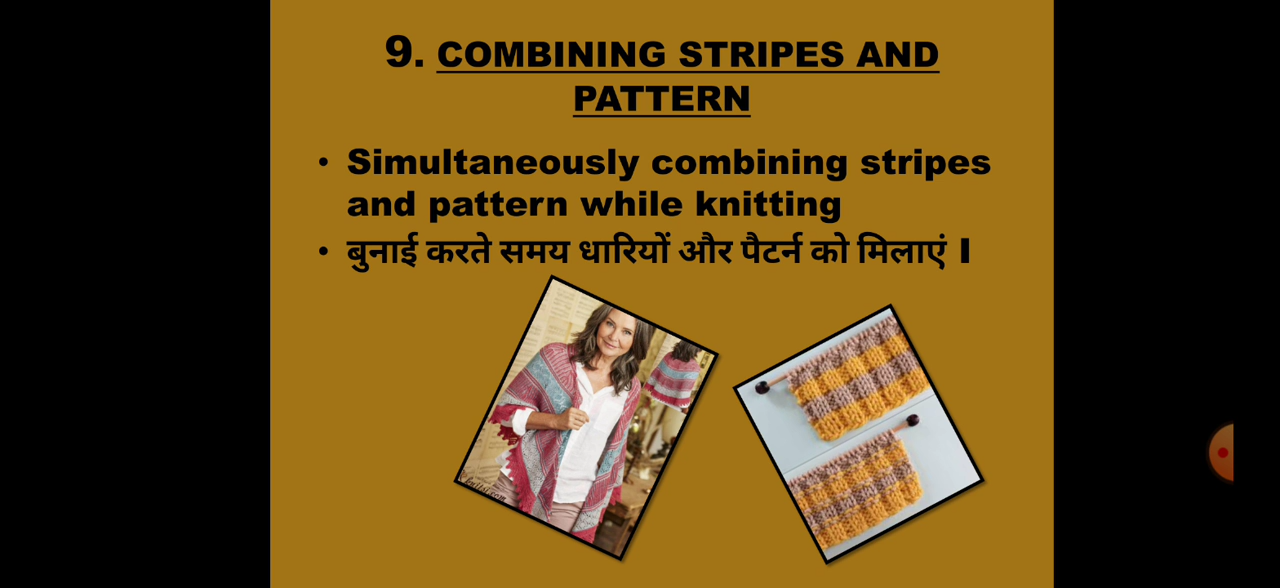 9. COMBINING STRIPES AND
PATTERN
• Simultaneously combining stripes
and pattern while knitting
• बुनाई करते समय धारियों और पैटर्न को मिलाएं I